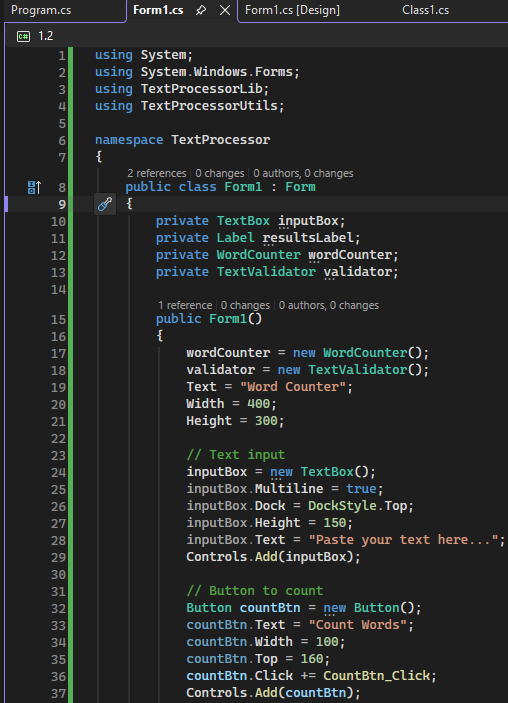 Program.cs Form1.cs Form1.cs [Design] Class1.cs
C# 1.2
1 using System;
2 using System.Windows.Forms;
3 using TextProcessorLib;
4 using TextProcessorUtils;
5
6 namespace TextProcessor
7 {
2 references | 0 changes | 0 authors, 0 changes
8 public class Form1 : Form
9 {
10 private TextBox inputBox;
11 private Label resultsLabel;
12 private WordCounter wordCounter;
13 private TextValidator validator;
14
1 reference | 0 changes | 0 authors, 0 changes
15 public Form1()
16 {
17 wordCounter = new WordCounter();
18 validator = new TextValidator();
19 Text = "Word Counter";
20 Width = 400;
21 Height = 300;
22
23 // Text input
24 inputBox = new TextBox();
25 inputBox.Multiline = true;
26 inputBox.Dock = DockStyle.Top;
27 inputBox.Height = 150;
28 inputBox.Text = "Paste your text here...";
29 Controls.Add(inputBox);
30
31 // Button to count
32 Button countBtn = new Button();
33 countBtn.Text = "Count Words";
34 countBtn.Width = 100;
35 countBtn.Top = 160;
36 countBtn.Click += CountBtn_Click;
37 Controls.Add(countBtn);